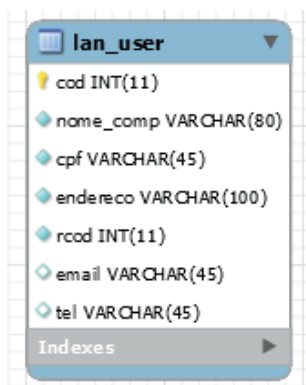 lan_user
cod INT(11)
nome_comp VARCHAR(80)
cpf VARCHAR(45)
endereco VARCHAR(100)
rcod INT(11)
email VARCHAR(45)
tel VARCHAR(45)
Indexes